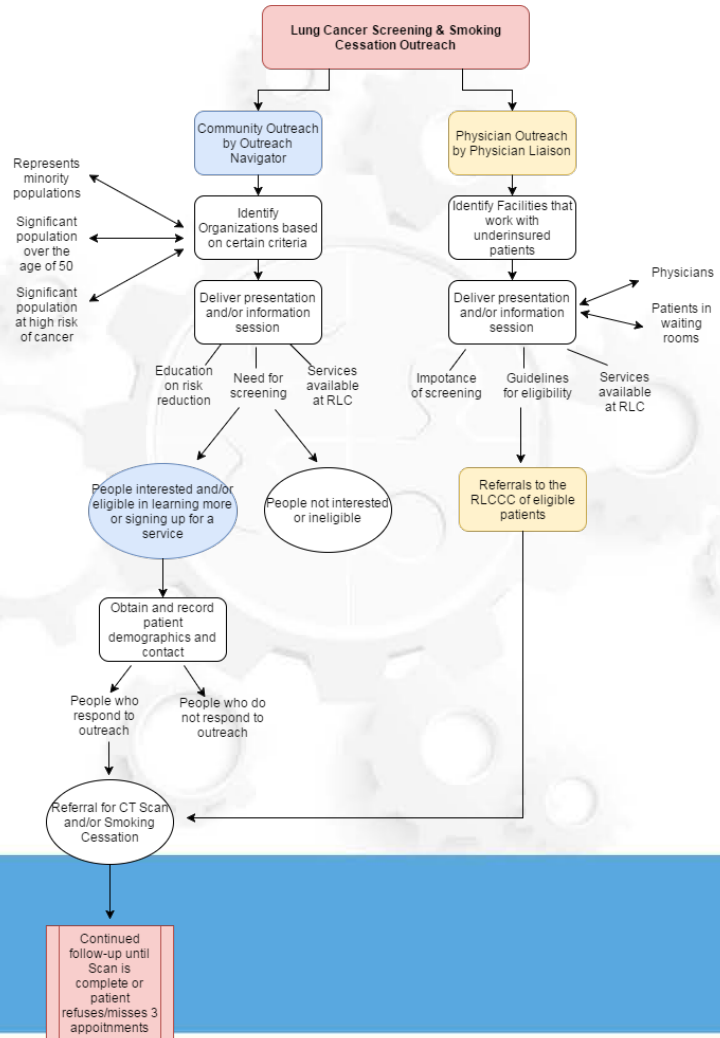 Lung Cancer Screening & Smoking
Cessation Outreach
Community Outreach
by Outreach
Navigator
Physician Outreach
by Physician Liaison
Represents
minority
populations
Significant
population
over the
age of 50
Significant
population
at high risk
of cancer
Identify
Organizations based
on certain criteria
Identify Facilities that
work with
underinsured
patients
Deliver presentation
and/or information
session
Deliver presentation
and/or information
session
Physicians
Patients in
waiting
rooms
Education
on risk
reduction
Need for
screening
Services
available
at RLC
Impotance
of screening
Guidelines
for eligibility
Services
available
at RLC
People interested and/or
eligible in learning more
or signing up for a
service
People not interested
or ineligible
Referrals to the
RLCCC of eligible
patients
Obtain and record
patient
demographics and
contact
People who
respond to
outreach
People who do
not respond to
outreach
Referral for CT Scan
and/or Smoking
Cessation
Continued
follow-up until
Scan is
complete or
patient
refuses/misses 3
appoitnments